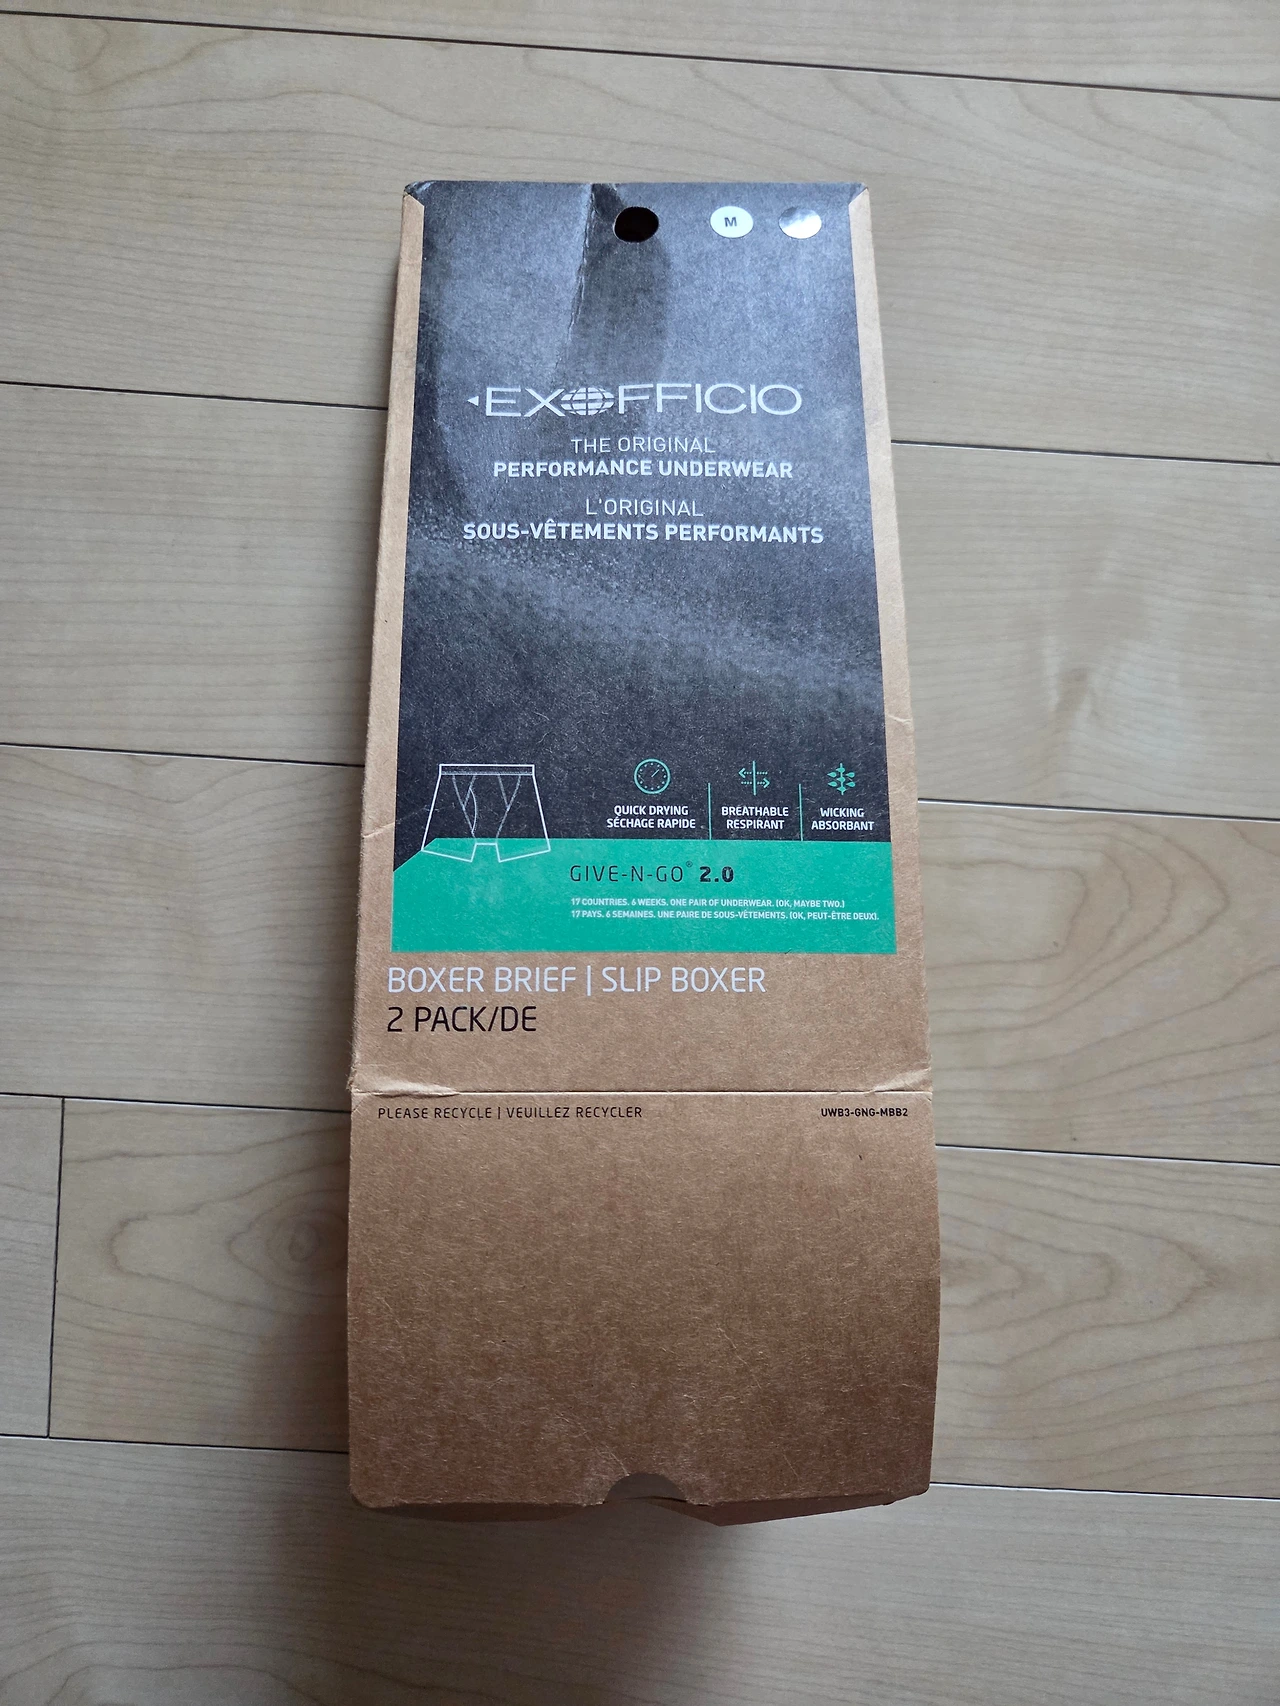 M
EXOFFICIO
THE ORIGINAL
PERFORMANCE UNDERWEAR
L'ORIGINAL
SOUS-VÊTEMENTS PERFORMANTS
QUICK DRYING
SÉCHAGE RAPIDE
BREATHABLE
RESPIRANT
WICKING
ABSORBANT
GIVE-N-GO® 2.0
17 COUNTRIES. 6 WEEKS. ONE PAIR OF UNDERWEAR. (OK, MAYBE TWO.)
17 PAYS. 6 SEMAINES. UNE PAIRE DE SOUS-VÊTEMENTS. (OK, PEUT-ÊTRE DEUX).
BOXER BRIEF | SLIP BOXER
2 PACK/DE
PLEASE RECYCLE | VEUILLEZ RECYCLER
UWB3-GNG-MBB2